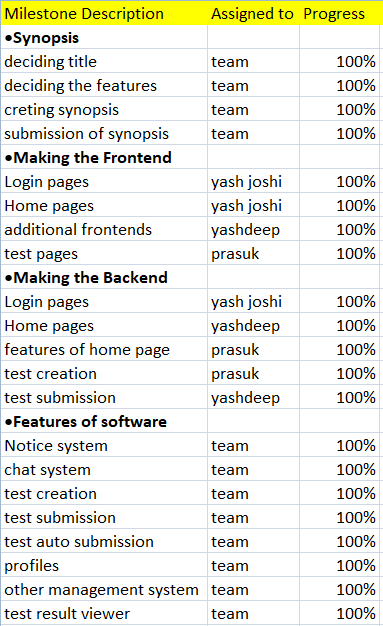 Milestone Description Assigned to Progress
•Synopsis
deciding title team 100%
deciding the features team 100%
creting synopsis team 100%
submission of synopsis team 100%
•Making the Frontend
Login pages yash joshi 100%
Home pages yash joshi 100%
additional frontends yashdeep 100%
test pages prasuk 100%
•Making the Backend
Login pages yash joshi 100%
Home pages yashdeep 100%
features of home page prasuk 100%
test creation prasuk 100%
test submission yashdeep 100%
•Features of software
Notice system team 100%
chat system team 100%
test creation team 100%
test submission team 100%
test auto submission team 100%
profiles team 100%
other management system team 100%
test result viewer team 100%